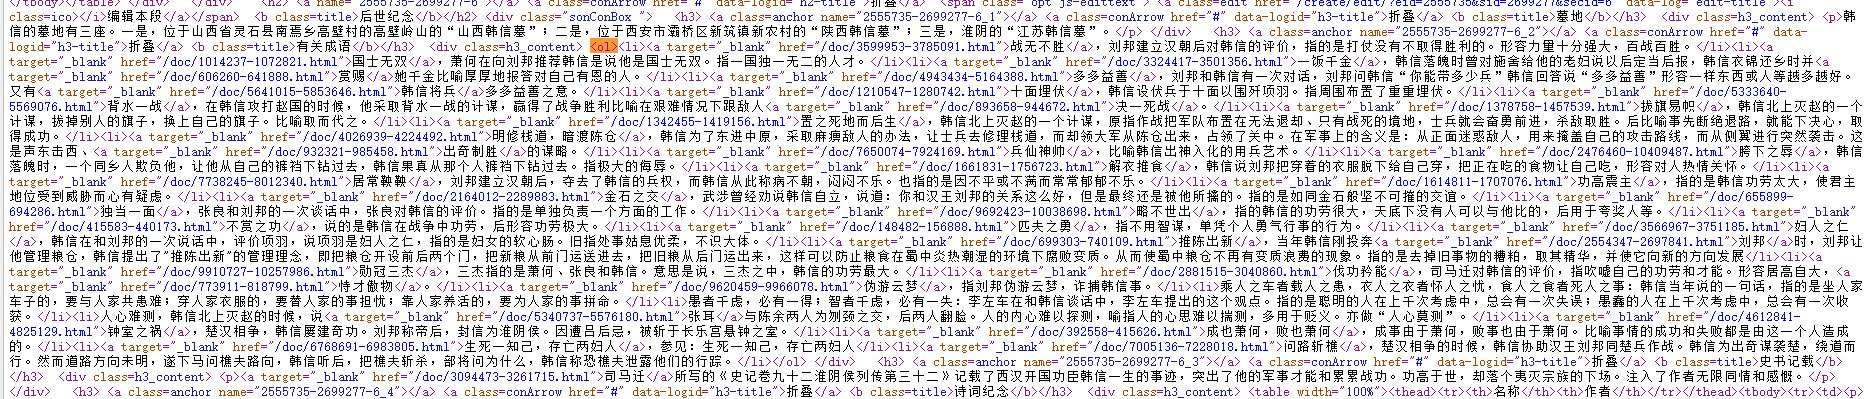 class=ico></i>编辑本段</a></span>  <b class=title>后世纪念</b></h2> <div class="sonConBox ">   <h3> <a class=anchor name="2555735-2699277-6_1"></a> <a class=conArrow href="#" data-logid="h3-title">折叠</a> <b class=title>墓地</b></h3>  <div class=h3_content> <p>韩
信的墓地有三座。一是，位于山西省灵石县南焉乡高壁村的高壁岭山的“山西韩信墓”；二是，位于西安市灞桥区新筑镇新农村的“陕西韩信墓”；三是，淮阴的“江苏韩信墓”。</p> </div>   <h3> <a class=anchor name="2555735-2699277-6_2"></a> <a class=conArrow href="#" data-
logid="h3-title">折叠</a> <b class=title>有关成语</b></h3>  <div class=h3_content> <ol><li><a target="_blank" href="/doc/3599953-3785091.html">战无不胜</a>，刘邦建立汉朝后对韩信的评价，指的是打仗没有不取得胜利的。形容力量十分强大，百战百胜。</li><li><a target="_blank"
href="/doc/1014237-1072821.html">国士无双</a>，萧何在向刘邦推荐韩信是说他是国士无双。指一国独一无二的人才。</li><li><a target="_blank" href="/doc/3324417-3501356.html">一饭千金</a>，韩信落魄时曾对施舍给他的老妇说以后定当后报，韩信衣锦还乡时并<a target="_blank" href="/doc/
606260-641888.html">赏赐</a>她千金比喻厚厚地报答对自己有恩的人。</li><li><a target="_blank" href="/doc/4943434-5164388.html">多多益善</a>，刘邦和韩信有一次对话，刘邦问韩信“你能带多少兵”韩信回答说“多多益善”形容一样东西或人等越多越好。
又有<a target="_blank" href="/doc/5641015-5853646.html">韩信将兵</a>多多益善之意。</li><li><a target="_blank" href="/doc/1210547-1280742.html">十面埋伏</a>，韩信设伏兵于十面以围歼项羽。指周围布置了重重埋伏。</li><li><a target="_blank" href="/doc/5333640-
5569076.html">背水一战</a>，在韩信攻打赵国的时候，他采取背水一战的计谋，赢得了战争胜利比喻在艰难情况下跟敌人<a target="_blank" href="/doc/893658-944672.html">决一死战</a></li><li><a target="_blank" href="/doc/1378758-1457539.html">拔旗易帜</a>，韩信北上灭赵的一个
计谋，拔掉别人的旗子，换上自己的旗子。比喻取而代之。</li><li><a target="_blank" href="/doc/1342455-1419156.html">置之死地而后生</a>，韩信北上灭赵的一个计谋，原指作战把军队布置在无法退却、只有战死的境地，士兵就会奋勇前进，杀敌取胜。后比喻事先断绝退路，就能下决心，取
得成功。</li><li><a target="_blank" href="/doc/4026939-4224492.html">明修栈道，暗渡陈仓</a>，韩信为了东进中原，采取麻痹敌人的办法，让士兵去修理栈道，而却领大军从陈仓出来，占领了关中。在军事上的含义是：从正面迷惑敌人，用来掩盖自己的攻击路线，而从侧翼进行突然袭击。这
是声东击西、<a target="_blank" href="/doc/932321-985458.html">出奇制胜</a>的谋略。</li><li><a target="_blank" href="/doc/7650074-7924169.html">兵仙神帅</a>，比喻韩信出神入化的用兵艺术。</li><li><a target="_blank" href="/doc/2476460-10409487.html">胯下之辱</a>，韩信
落魄时，一个同乡人欺负他，让他从自己的裤裆下钻过去，韩信果真从那个人裤裆下钻过去。指极大的侮辱。</li><li><a target="_blank" href="/doc/1661831-1756723.html">解衣推食</a>，韩信说刘邦把穿着的衣服脱下给自己穿，把正在吃的食物让自己吃，形容对人热情关怀。</li><li><a
target="_blank" href="/doc/7738245-8012340.html">居常鞅鞅</a>，刘邦建立汉朝后，夺去了韩信的兵权，而韩信从此称病不朝，闷闷不乐。也指的是因不平或不满而常常郁郁不乐。</li><li><a target="_blank" href="/doc/1614811-1707076.html">功高震主</a>，指的是韩信功劳太大，使君主
地位受到威胁而心有疑虑。</li><li><a target="_blank" href="/doc/2164012-2289883.html">金石之交</a>，武涉曾经劝说韩信自立，说道：你和汉王刘邦的关系这么好，但是最终还是被他所擒的。指的是如同金石般坚不可摧的交谊。</li><li><a target="_blank" href="/doc/655899-
694286.html">独当一面</a>，张良和刘邦的一次谈话中，张良对韩信的评价。指的是单独负责一个方面的工作。</li><li><a target="_blank" href="/doc/9692423-10038698.html">略不世出</a>，指的韩信的功劳很大，天底下没有人可以与他比的，后用于夸奖人等。</li><li><a target="_blank"
href="/doc/415583-440173.html">不赏之功</a>，说的是韩信在战争中功劳，后形容功劳极大。</li><li><a target="_blank" href="/doc/148482-156888.html">匹夫之勇</a>，指不用智谋，单凭个人勇气行事的行为。</li><li><a target="_blank" href="/doc/3566967-3751185.html">妇人之仁
</a>，韩信在和刘邦的一次说话中，评价项羽，说项羽是妇人之仁，指的是妇女的软心肠。旧指处事姑息优柔，不识大体。</li><li><a target="_blank" href="/doc/699303-740109.html">推陈出新</a>，当年韩信刚投奔<a target="_blank" href="/doc/2554347-2697841.html">刘邦</a>时，刘邦让
他管理粮仓，韩信提出了"推陈出新"的管理理念，即把粮仓开设前后两个门，把新粮从前门运送进去，把旧粮从后门运出来，这样可以防止粮食在蜀中炎热潮湿的环境下腐败变质。从而使蜀中粮仓不再有变质浪费的现象。指的是去掉旧事物的糟粕，取其精华，并使它向新的方向发展</li><li><a
target="_blank" href="/doc/9910727-10257986.html">勋冠三杰</a>，三杰指的是萧何、张良和韩信。意思是说，三杰之中，韩信的功劳最大。</li><li><a target="_blank" href="/doc/2881515-3040860.html">伐功矜能</a>，司马迁对韩信的评价，指吹嘘自己的功劳和才能。形容居高自大，<a
target="_blank" href="/doc/773911-818799.html">恃才傲物</a>。</li><li><a target="_blank" href="/doc/9620459-9966078.html">伪游云梦</a>，指刘邦伪游云梦，诈捕韩信事。</li><li>乘人之车者载人之患，衣人之衣者怀人之忧，食人之食者死人之事：韩信当年说的一句话，指的是坐人家
车子的，要与人家共患难；穿人家衣服的，要替人家的事担忧；靠人家养活的，要为人家的事拼命。</li><li>愚者千虑，必有一得；智者千虑，必有一失：李左车在和韩信谈话中，李左车提出的这个观点。指的是聪明的人在上千次考虑中，总会有一次失误；愚蠢的人在上千次考虑中，总会有一次收
获。</li><li>人心难测，韩信北上灭赵的时候，说<a target="_blank" href="/doc/5340737-5576180.html">张耳</a>与陈余两人为刎颈之交，后两人翻脸。人的内心难以探测，喻指人的心思难以揣测，多用于贬义。亦做“人心莫测”。</li><li><a target="_blank" href="/doc/4612841-
4825129.html">钟室之祸</a>，楚汉相争，韩信屡建奇功。刘邦称帝后，封信为淮阴侯。因遭吕后忌，被斩于长乐宫悬钟之室。</li><li><a target="_blank" href="/doc/392558-415626.html">成也萧何，败也萧何</a>，成事由于萧何，败事也由于萧何。比喻事情的成功和失败都是由这一个人造成
的。</li><li><a target="_blank" href="/doc/6768691-6983805.html">生死一知己，存亡两妇人</a>，参见：生死一知己，存亡两妇人</li><li><a target="_blank" href="/doc/7005136-7228018.html">问路斩樵</a>，楚汉相争的时候，韩信协助汉王刘邦同楚兵作战。韩信为出奇谋袭楚，绕道而
行。然而道路方向未明，遂下马问樵夫路向，韩信听后，把樵夫斩杀，部将问为什么，韩信称恐樵夫泄露他们的行踪。</li></ol> </div>   <h3> <a class=anchor name="2555735-2699277-6_3"></a> <a class=conArrow href="#" data-logid="h3-title">折叠</a> <b class=title>史书记载</b>
</h3>  <div class=h3_content> <p><a target="_blank" href="/doc/3094473-3261715.html">司马迁</a>所写的《史记卷九十二淮阴侯列传第三十二》记载了西汉开国功臣韩信一生的事迹，突出了他的军事才能和累累战功。功高于世，却落个夷灭宗族的下场。注入了作者无限同情和感慨。</p>
</div>   <h3> <a class=anchor name="2555735-2699277-6_4"></a> <a class=conArrow href="#" data-logid="h3-title">折叠</a> <b class=title>诗词纪念</b></h3>  <div class=h3_content> <table width="100%"><thead><tr><th>名称</th><th>作者</th></tr></thead><tbody><tr><td><p>